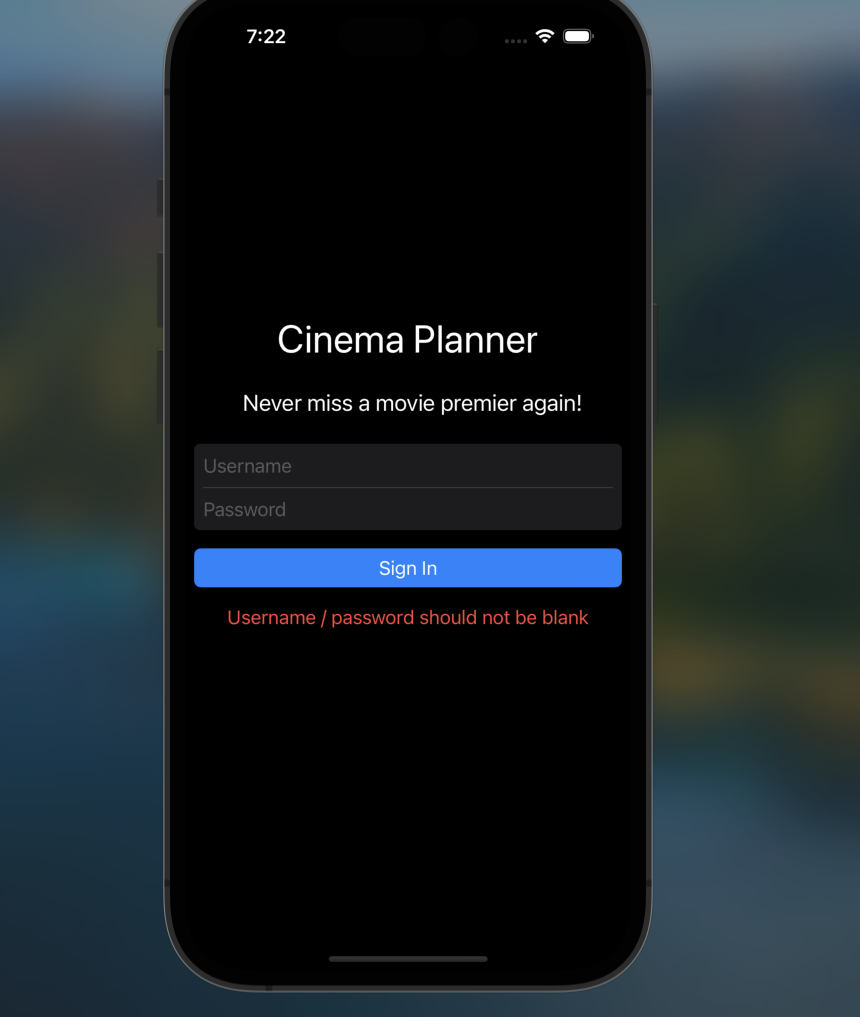 7:22
Cinema Planner
Never miss a movie premier again!
Username
Password
Sign In
Username / password should not be blank